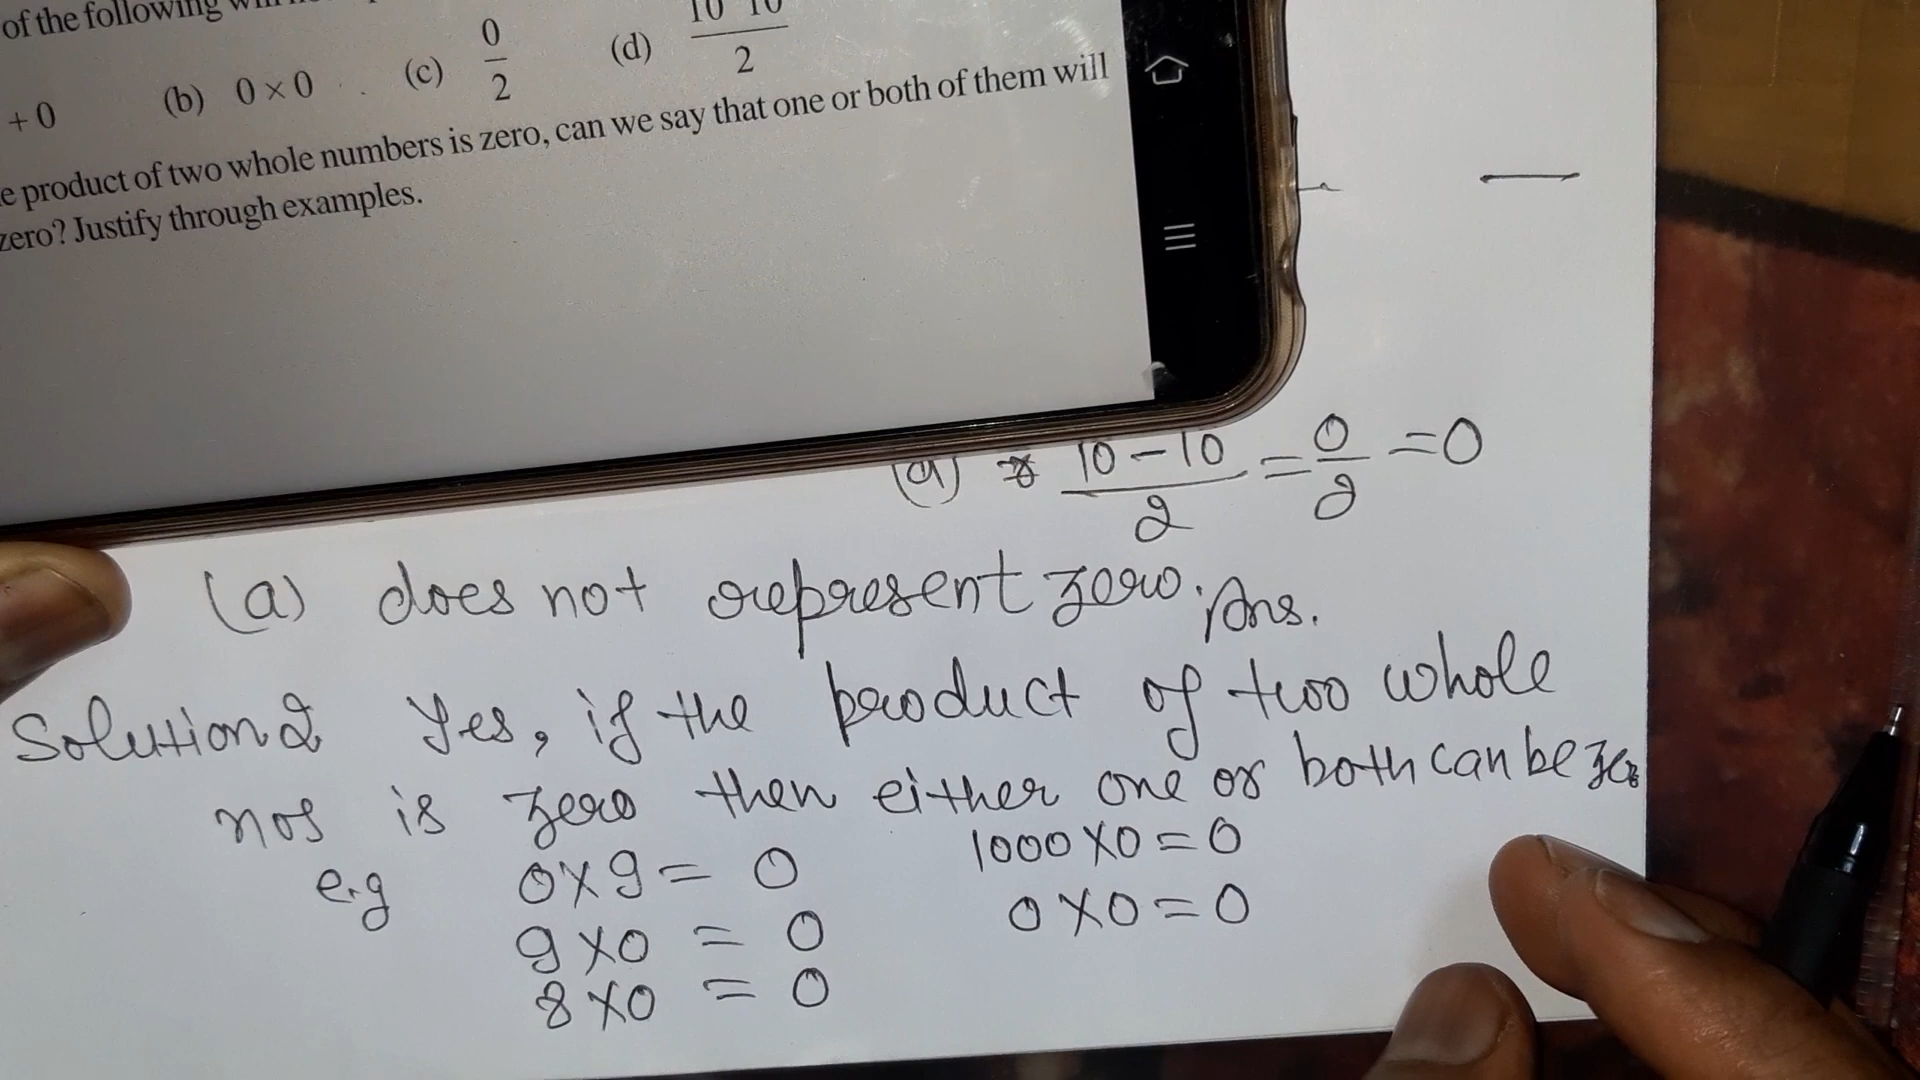 of the following
+ 0 (b) 0 × 0 (c) 0/2 (d) 10 10/2
e product of two whole numbers is zero, can we say that one or both of them will
zero? Justify through examples.
(d) 10 - 10/2 = 0/2 = 0
(a) does not represent zero. Ans.
Solution 2 Yes, if the product of two whole
nos is zero then either one or both can be zero
e.g 0 × 9 = 0 1000 × 0 = 0
9 × 0 = 0 0 × 0 = 0
8 × 0 = 0